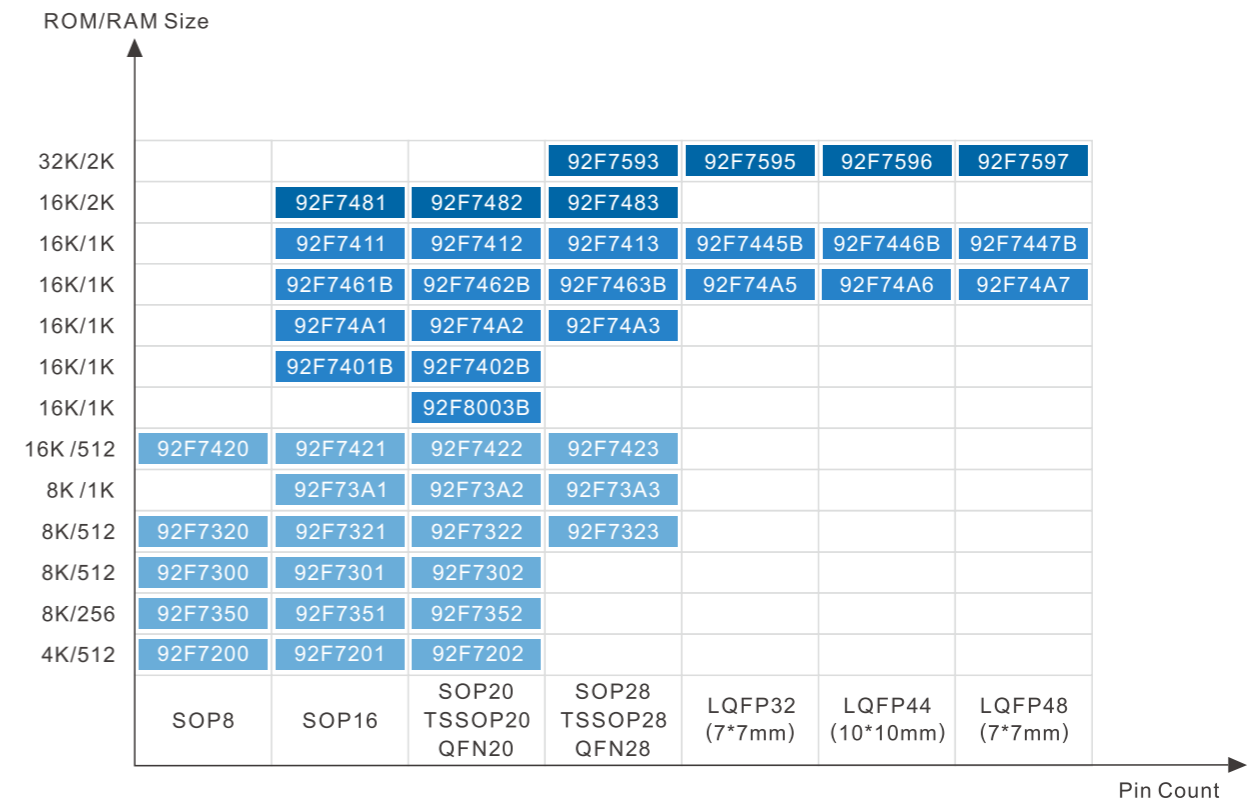 ROM/RAM Size
32K/2K 92F7593 92F7595 92F7596 92F7597
16K/2K 92F7481 92F7482 92F7483
16K/1K 92F7411 92F7412 92F7413 92F7445B 92F7446B 92F7447B
16K/1K 92F7461B 92F7462B 92F7463B 92F74A5 92F74A6 92F74A7
16K/1K 92F74A1 92F74A2 92F74A3
16K/1K 92F7401B 92F7402B
16K/1K 92F8003B
16K /512 92F7420 92F7421 92F7422 92F7423
8K /1K 92F73A1 92F73A2 92F73A3
8K/512 92F7320 92F7321 92F7322 92F7323
8K/512 92F7300 92F7301 92F7302
8K/256 92F7350 92F7351 92F7352
4K/512 92F7200 92F7201 92F7202
SOP8
SOP16
SOP20
TSSOP20
QFN20
SOP28
TSSOP28
QFN28
LQFP32
(7*7mm)
LQFP44
(10*10mm)
LQFP48
(7*7mm)
Pin Count